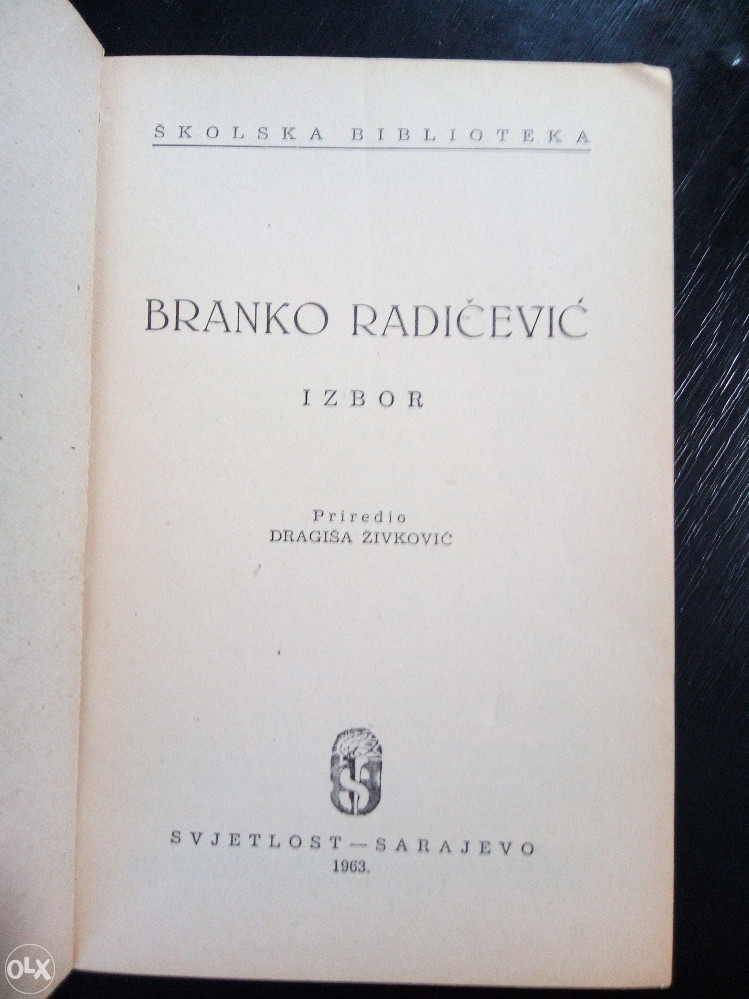 ŠKOLSKA BIBLIOTEKA
BRANKO RADIČEVIĆ
IZBOR
Priredio
DRAGIŠA ŽIVKOVIĆ
S
SVJETLOST — SARAJEVO
1963.
OLX